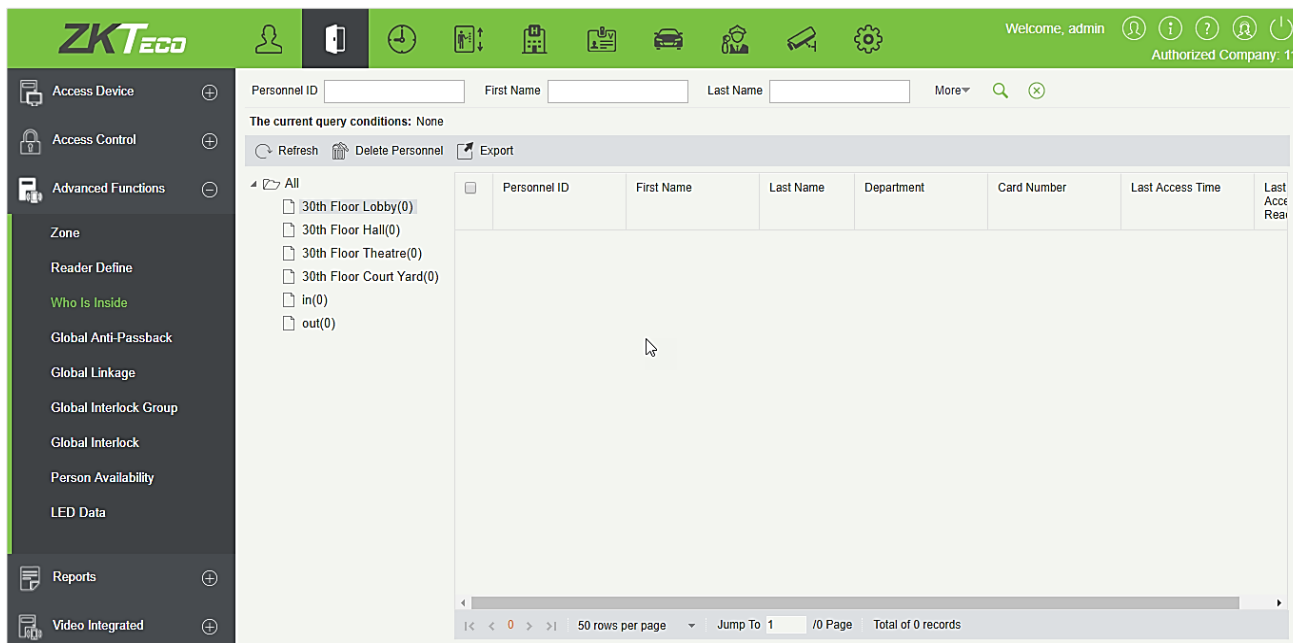 ZKTECO
Welcome, admin
Authorized Company: 1
Access Device
Access Control
Advanced Functions
Zone
Reader Define
Who Is Inside
Global Anti-Passback
Global Linkage
Global Interlock Group
Global Interlock
Person Availability
LED Data
Reports
Video Integrated
Personnel ID First Name Last Name More
The current query conditions: None
Refresh Delete Personnel Export
All
30th Floor Lobby(0)
30th Floor Hall(0)
30th Floor Theatre(0)
30th Floor Court Yard(0)
in(0)
out(0)
Personnel ID First Name Last Name Department Card Number Last Access Time Last
Acce
Read
0 50 rows per page Jump To 1 /0 Page Total of 0 records